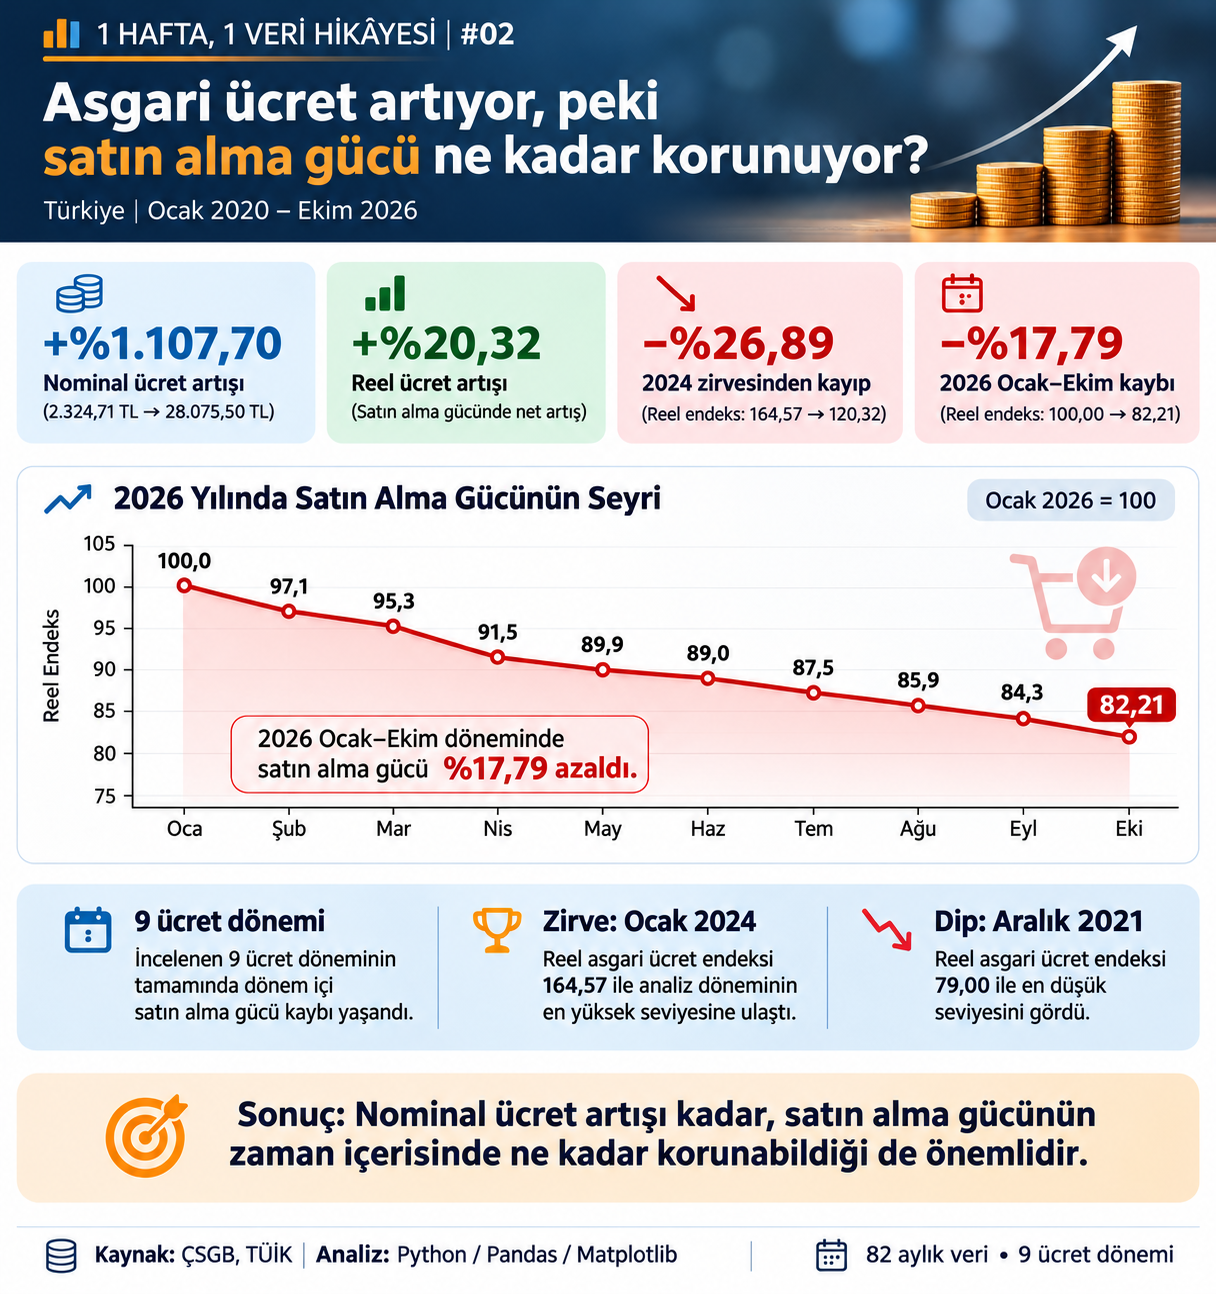 1 HAFTA, 1 VERİ HİKÂYESİ | #02
Asgari ücret artıyor, peki
satın alma gücü ne kadar korunuyor?
Türkiye | Ocak 2020 – Ekim 2026
+%1.107,70
Nominal ücret artışı
(2.324,71 TL → 28.075,50 TL)
+%20,32
Reel ücret artışı
(Satın alma gücünde net artış)
−%26,89
2024 zirvesinden kayıp
(Reel endeks: 164,57 → 120,32)
−%17,79
2026 Ocak–Ekim kaybı
(Reel endeks: 100,00 → 82,21)
2026 Yılında Satın Alma Gücünün Seyri
Ocak 2026 = 100
Reel Endeks
105
100
95
90
85
80
75
100,0
97,1
95,3
91,5
89,9
89,0
87,5
85,9
84,3
82,21
2026 Ocak–Ekim döneminde
satın alma gücü %17,79 azaldı.
Oca Şub Mar Nis May Haz Tem Ağu Eyl Eki
9 ücret dönemi
İncelenen 9 ücret döneminin
tamamında dönem içi
satın alma gücü kaybı yaşandı.
Zirve: Ocak 2024
Reel asgari ücret endeksi
164,57 ile analiz döneminin
en yüksek seviyesine ulaştı.
Dip: Aralık 2021
Reel asgari ücret endeksi
79,00 ile en düşük
seviyesini gördü.
Sonuç: Nominal ücret artışı kadar, satın alma gücünün
zaman içerisinde ne kadar korunabildiği de önemlidir.
Kaynak: ÇSGB, TÜİK | Analiz: Python / Pandas / Matplotlib
82 aylık veri • 9 ücret dönemi